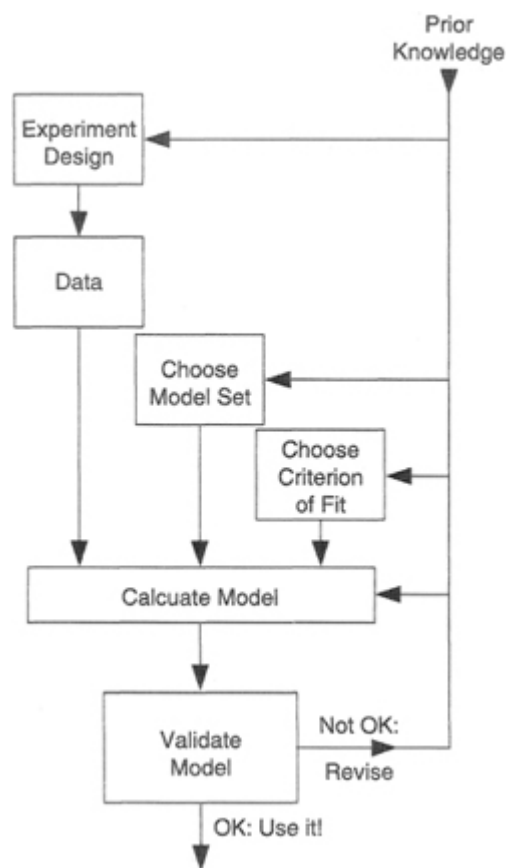 Prior
Knowledge
Experiment
Design
Data
Choose
Model Set
Choose
Criterion
of Fit
Calcuate Model
Validate
Model
Not OK:
Revise
OK: Use it!